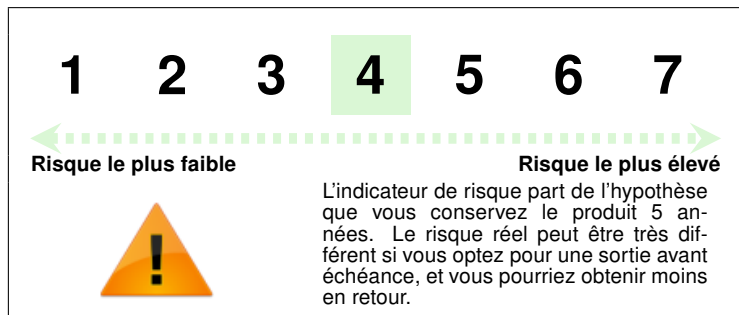 1 2 3 4 5 6 7
Risque le plus faible Risque le plus élevé
L'indicateur de risque part de l'hypothèse
que vous conservez le produit 5 an-
nées. Le risque réel peut être très dif-
férent si vous optez pour une sortie avant
échéance, et vous pourriez obtenir moins
en retour.
!